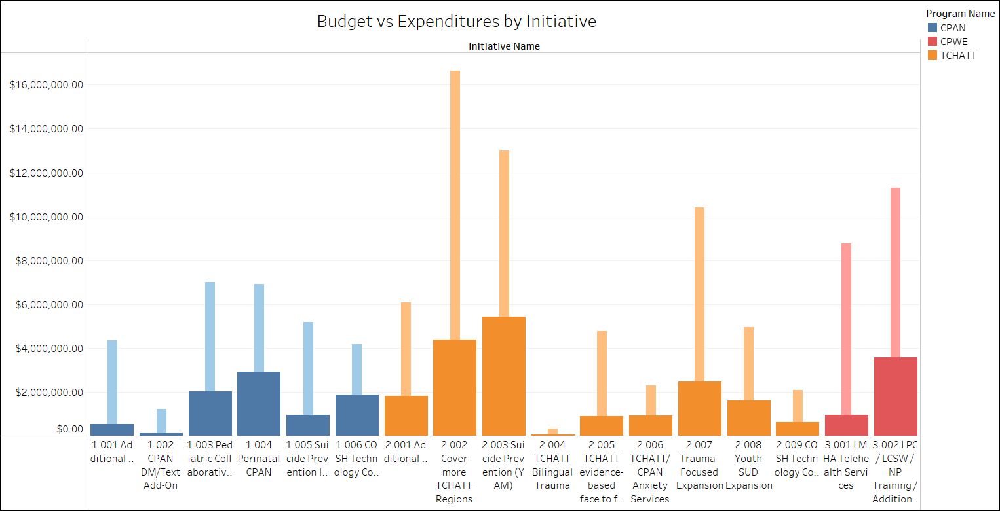 Budget vs Expenditures by Initiative
Program Name
CPAN
CPWE
TCHATT
Initiative Name
$16,000,000.00
$14,000,000.00
$12,000,000.00
$10,000,000.00
$8,000,000.00
$6,000,000.00
$4,000,000.00
$2,000,000.00
$0.00
1.001 Ad
ditional ..
1.002
CPAN
DM/Text
Add-On
1.003 Ped
iatric Coll
aborativ..
1.004
Perinatal
CPAN
1.005 Sui
cide Prev
ention I..
1.006 CO
SH Techn
ology Co..
2.001 Ad
ditional ..
2.002
Cover
more
TCHATT
Regions
2.003 Sui
cide Prev
ention (Y
AM)
2.004
TCHATT
Bilingual
Trauma
2.005
TCHATT
evidence-
based
face to f..
2.006
TCHATT/
CPAN
Anxiety
Services
2.007
Trauma-
Focused
Expansion
2.008
Youth
SUD
Expansion
2.009 CO
SH Techn
ology Co..
3.001 LM
HA Telehe
alth Servi
ces
3.002 LPC
/ LCSW /
NP
Training /
Addition..